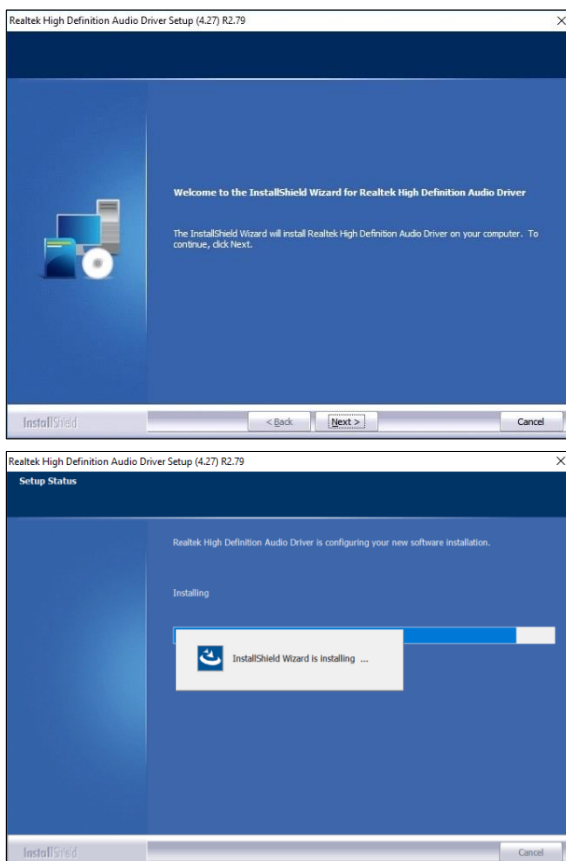 Realtek High Definition Audio Driver Setup (4.27) R2.79
Welcome to the InstallShield Wizard for Realtek High Definition Audio Driver
The InstallShield Wizard will install Realtek High Definition Audio Driver on your computer. To
continue, click Next.
InstallShield
< Back
Next >
Cancel
Realtek High Definition Audio Driver Setup (4.27) R2.79
Setup Status
Realtek High Definition Audio Driver is configuring your new software installation.
Installing
InstallShield Wizard is installing ...
InstallShield
Cancel